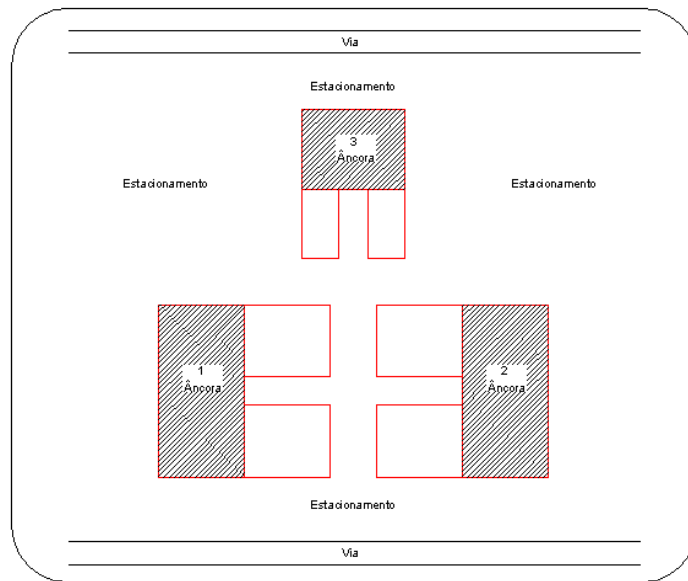 Via
Estacionamento
3
Âncora
Estacionamento
Estacionamento
1
Âncora
2
Âncora
Estacionamento
Via